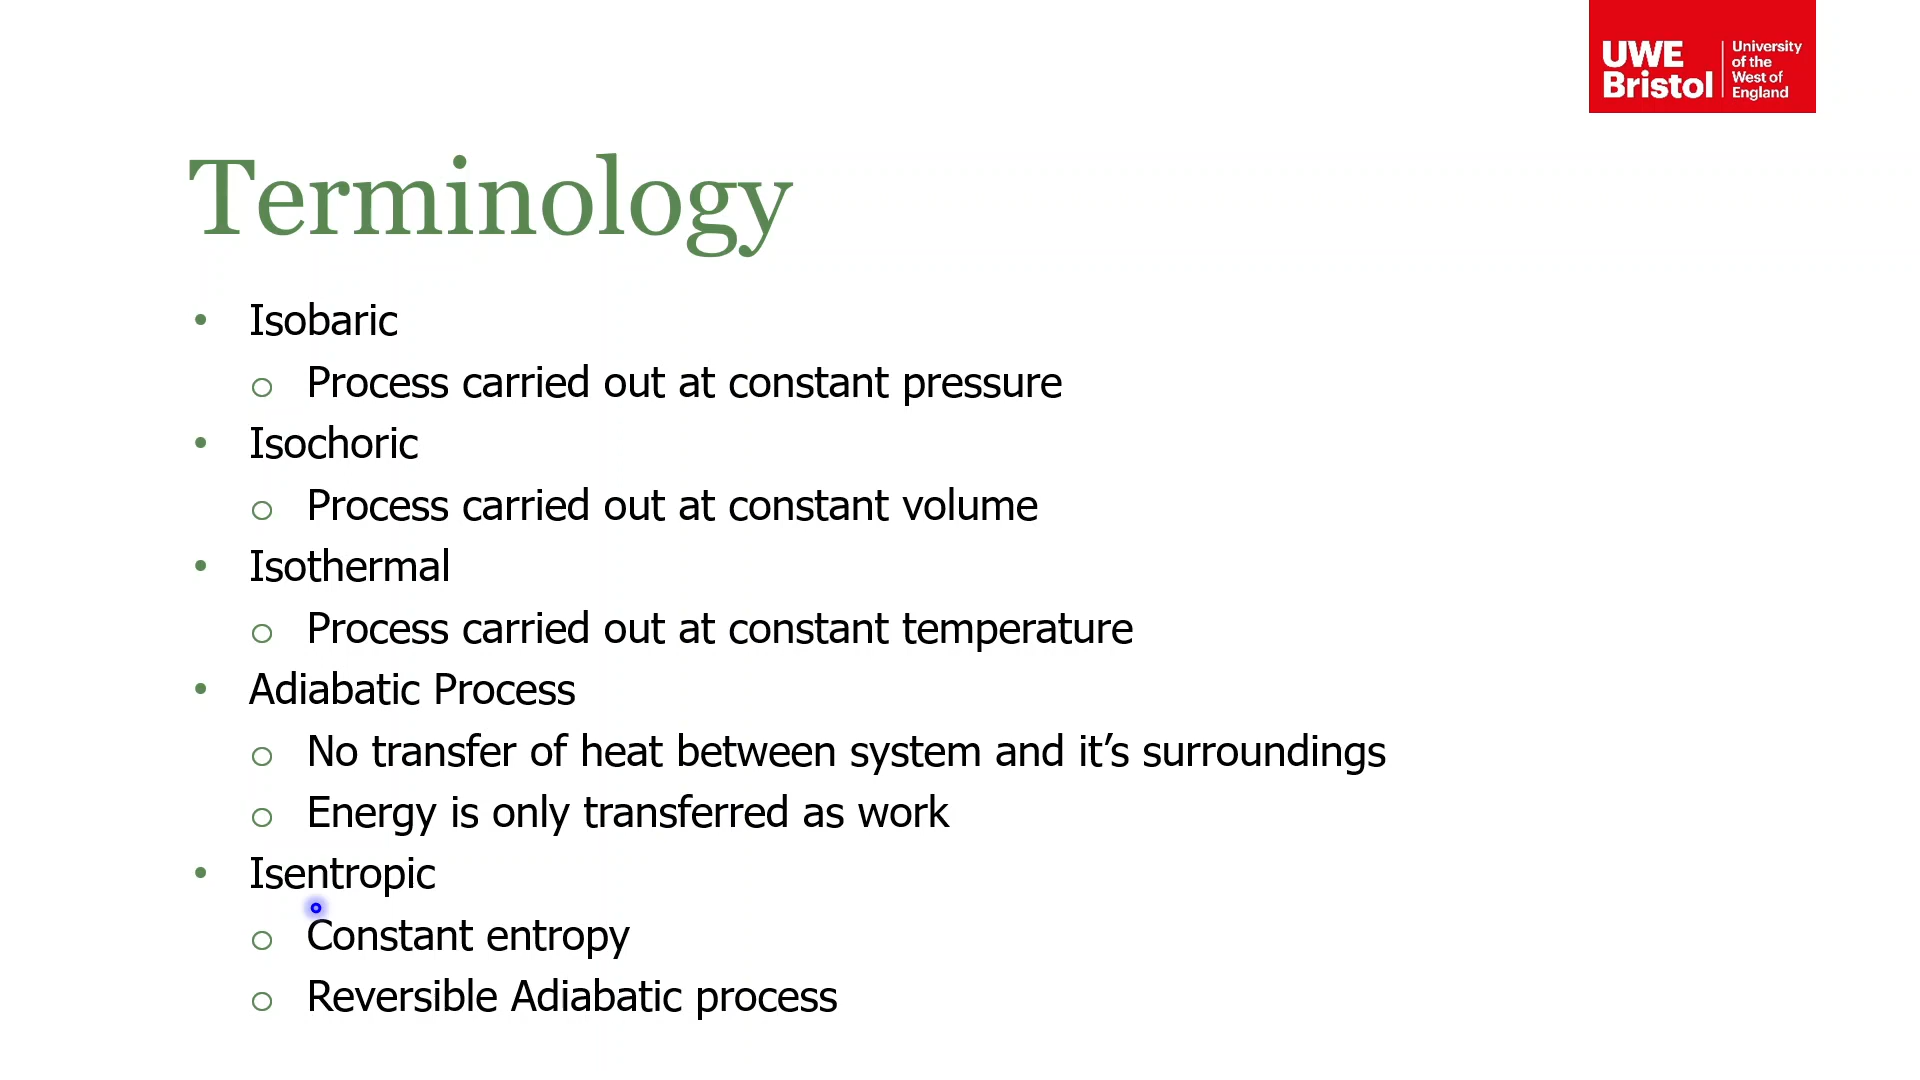 UWE
Bristol
University
of the
West of
England
Terminology
• Isobaric
o Process carried out at constant pressure
• Isochoric
o Process carried out at constant volume
• Isothermal
o Process carried out at constant temperature
• Adiabatic Process
o No transfer of heat between system and it’s surroundings
o Energy is only transferred as work
• Isentropic
o Constant entropy
o Reversible Adiabatic process